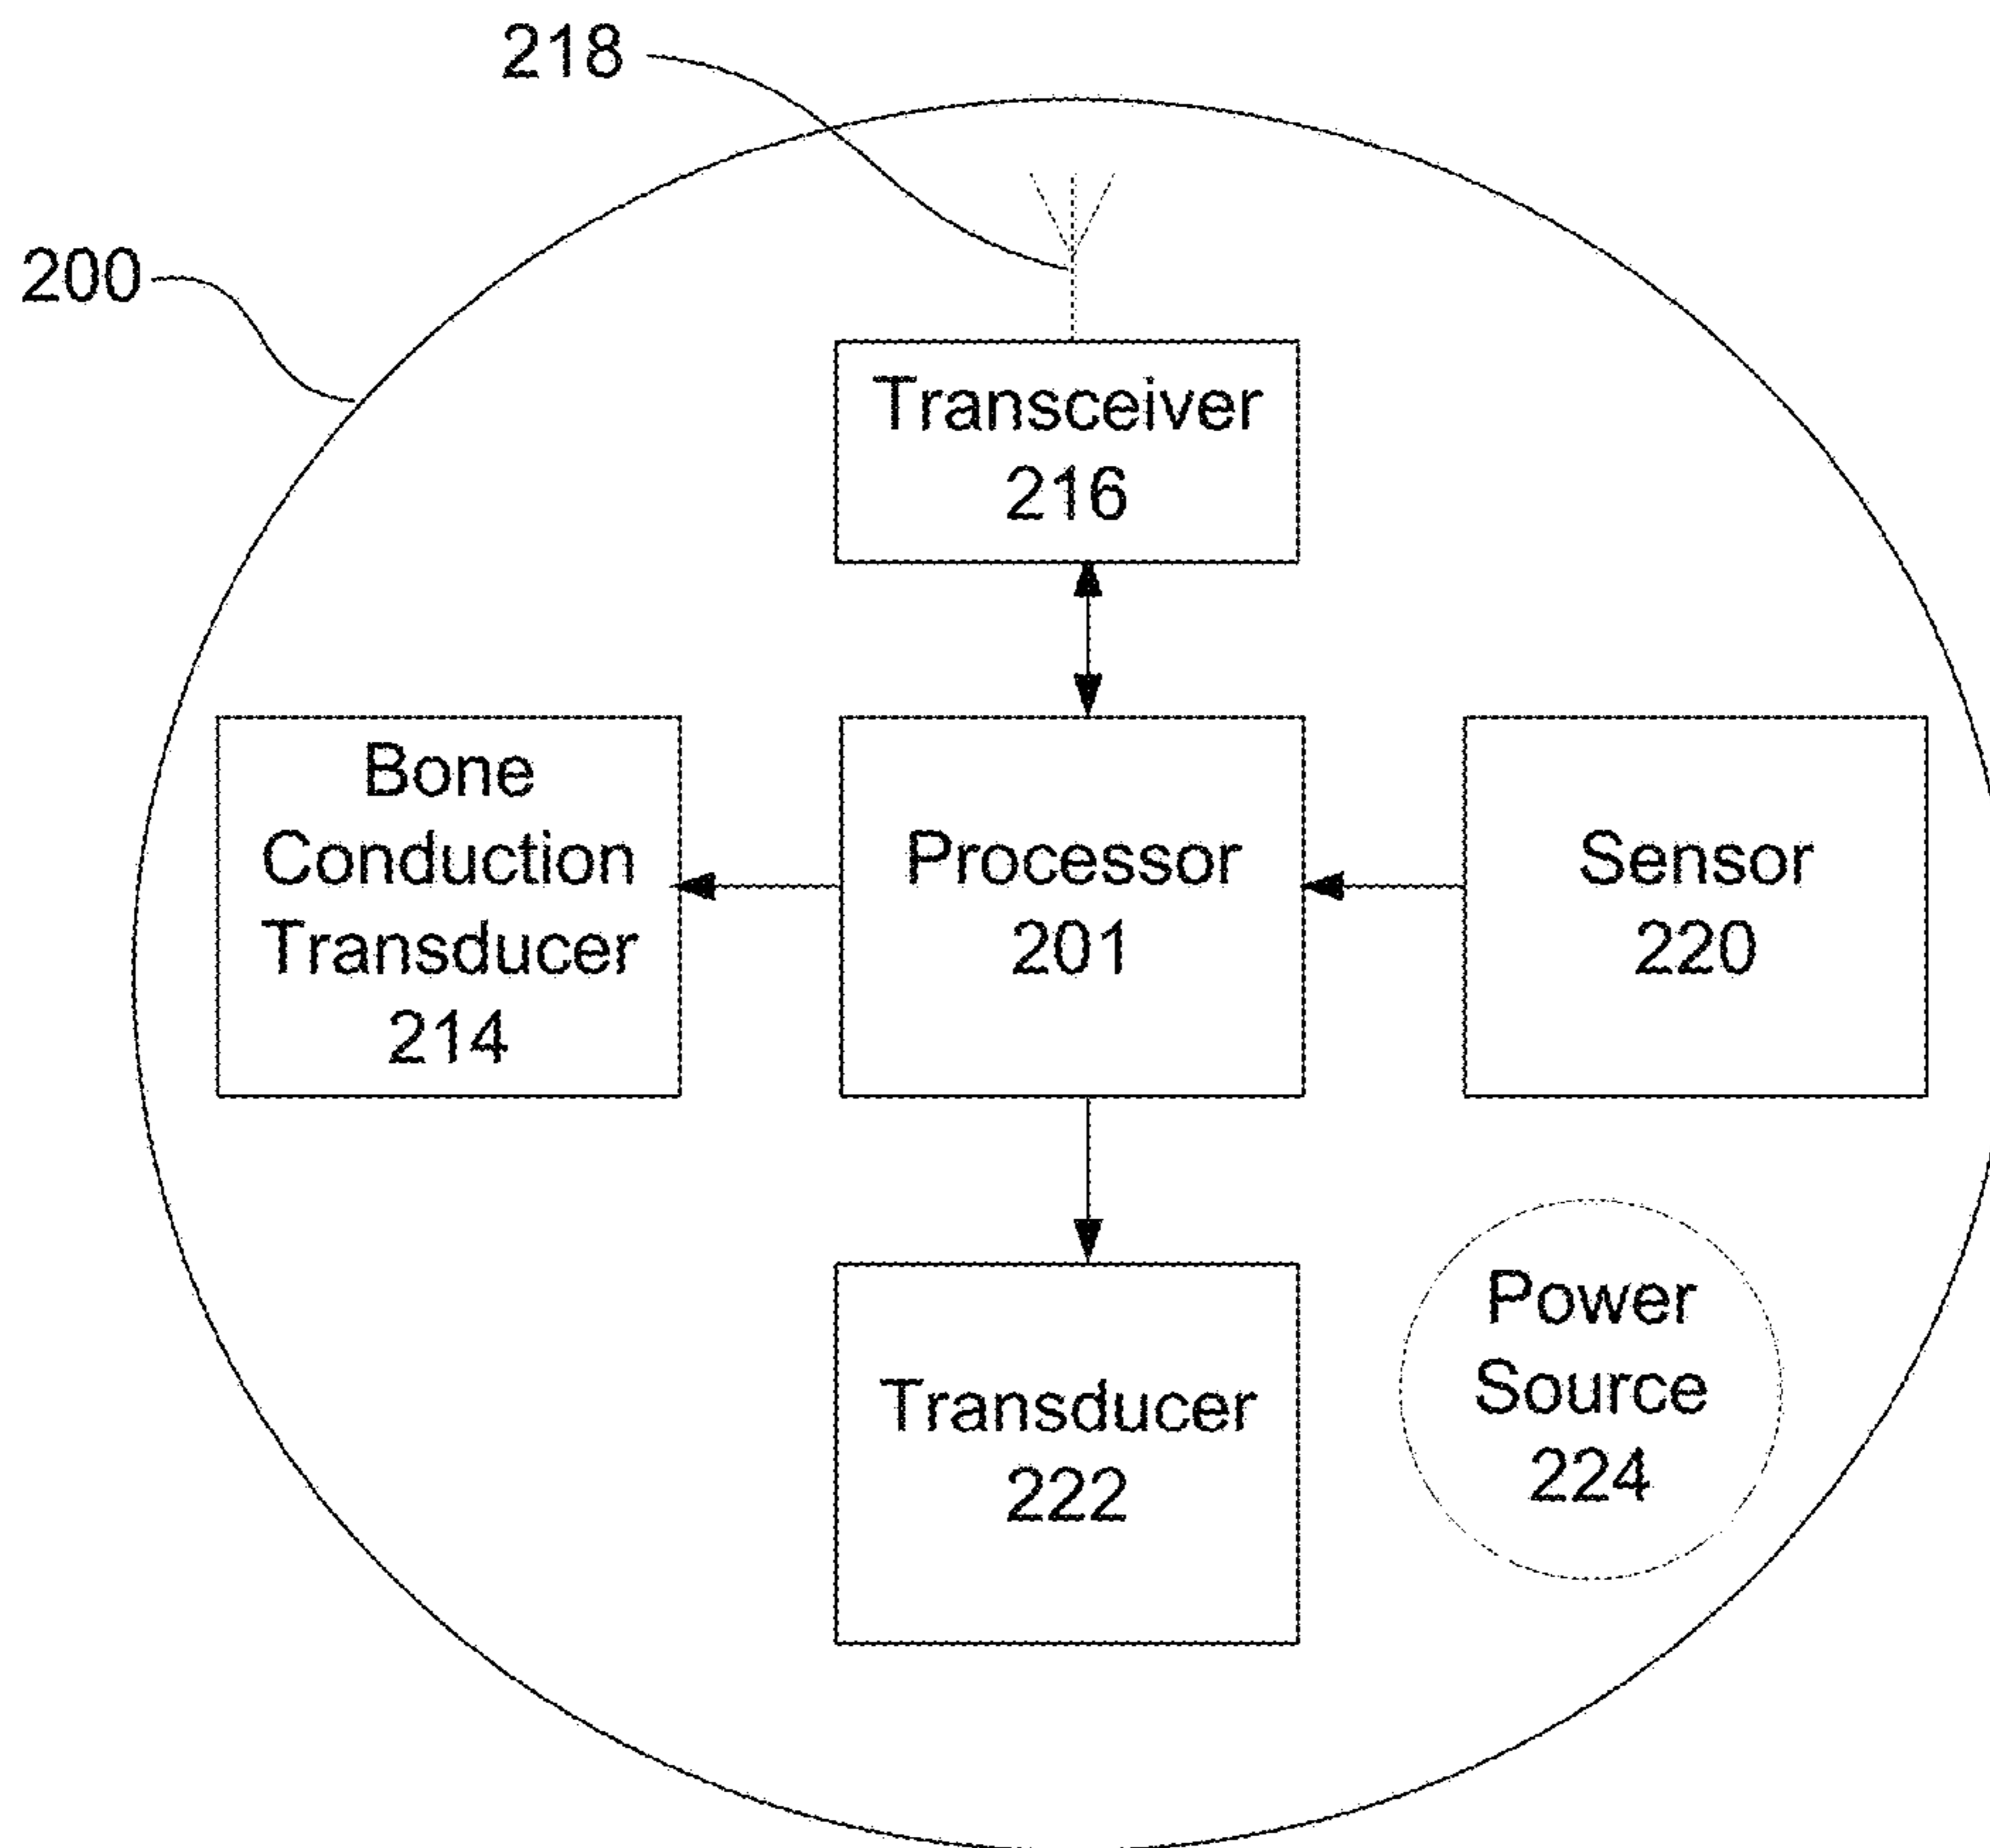 218
200
Transceiver
216
Bone
Conduction
Transducer
214
Processor
201
Sensor
220
Transducer
222
Power
Source
224